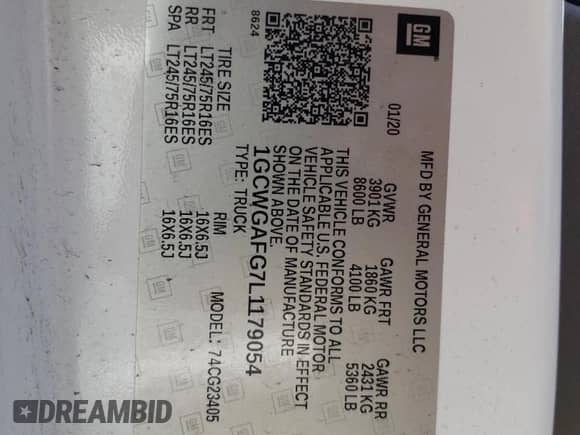 GM
MFD BY GENERAL MOTORS LLC
01/20
GVWR GAWR FRT GAWR RR
3901 KG 1860 KG 2431 KG
8600 LB 4100 LB 5360 LB
THIS VEHICLE CONFORMS TO ALL
APPLICABLE U.S. FEDERAL MOTOR
VEHICLE SAFETY STANDARDS IN EFFECT
ON THE DATE OF MANUFACTURE
SHOWN ABOVE.
8624
1GCWGAFG7L1179054
TYPE: TRUCK MODEL: 74CG23405
TIRE SIZE RIM
FRT LT245/75R16ES 16X6.5J
RR LT245/75R16ES 16X6.5J
SPA LT245/75R16ES 16X6.5J
DREAMBID